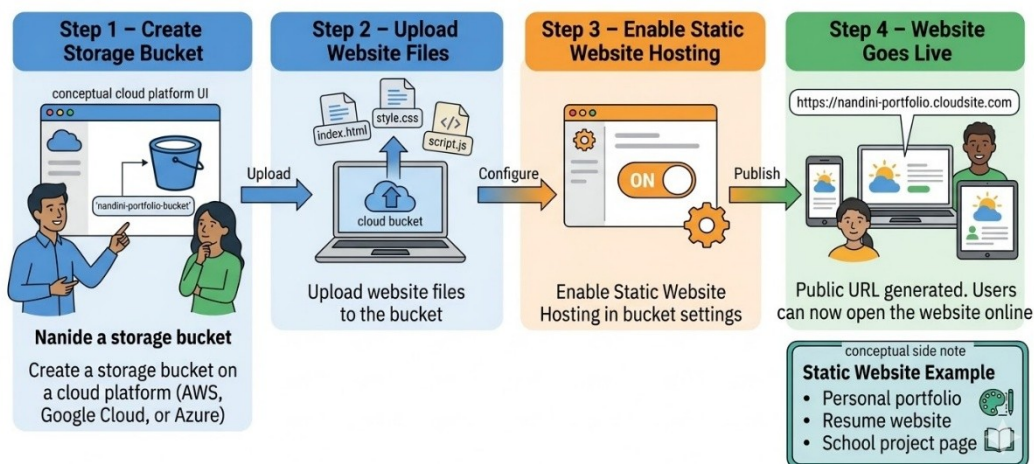 Step 1 – Create
Storage Bucket
conceptual cloud platform UI
'nandini-portfolio-bucket'
Nanide a storage bucket
Create a storage bucket on
a cloud platform (AWS,
Google Cloud, or Azure)
Upload
Step 2 – Upload
Website Files
index.html
style.css
script.js
cloud bucket
Upload website files
to the bucket
Configure
Step 3 – Enable Static
Website Hosting
ON
Enable Static Website
Hosting in bucket settings
Publish
Step 4 – Website
Goes Live
https://nandini-portfolio.cloudsite.com
Public URL generated. Users
can now open the website online
conceptual side note
Static Website Example
• Personal portfolio
• Resume website
• School project page